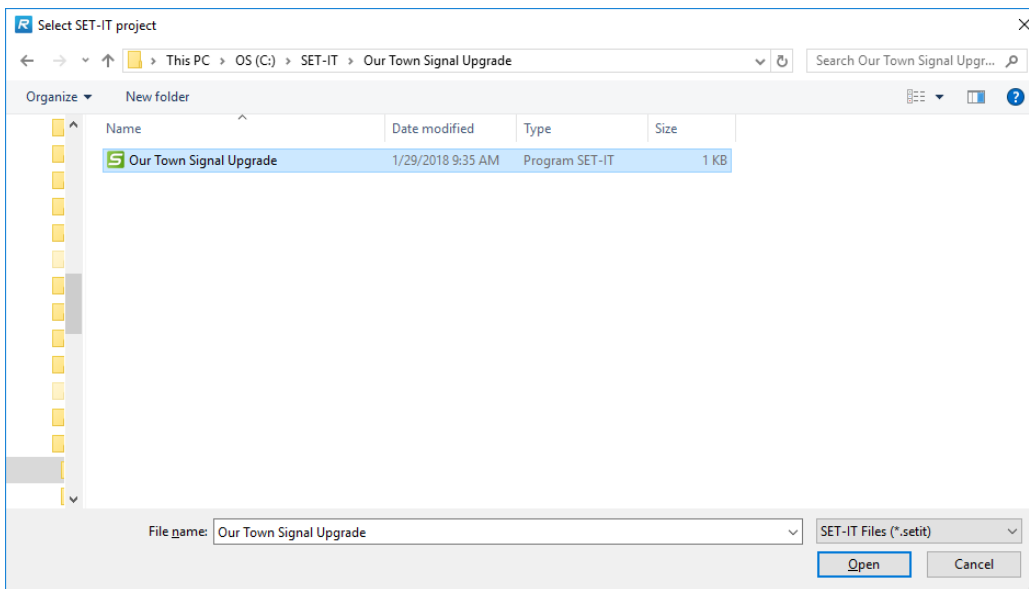 Select SET-IT project
This PC > OS (C:) > SET-IT > Our Town Signal Upgrade
Search Our Town Signal Upgr...
Organize New folder
Name Date modified Type Size
Our Town Signal Upgrade 1/29/2018 9:35 AM Program SET-IT 1 KB
File name: Our Town Signal Upgrade SET-IT Files (*.setit)
Open Cancel